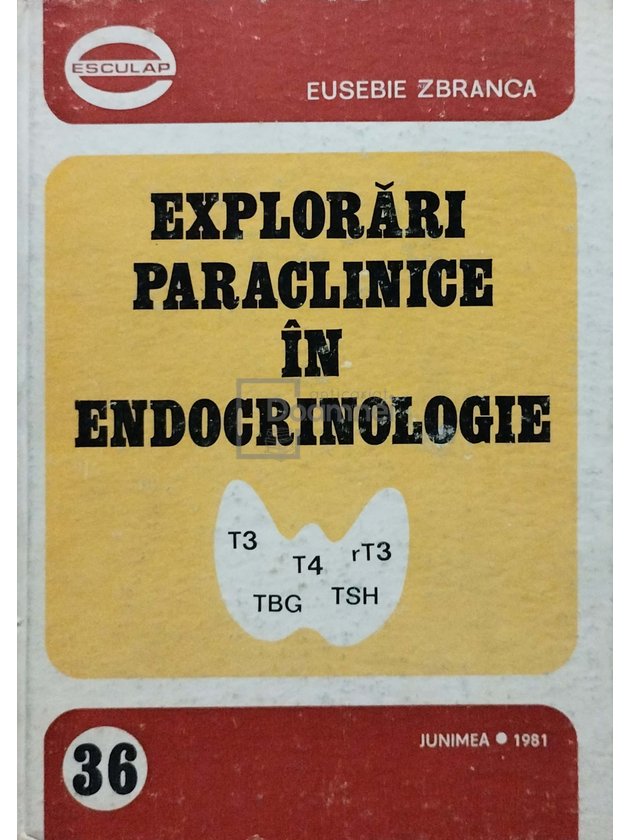 ESCULAP
EUSEBIE ZBRANCA
EXPLORĂRI
PARACLINICE
ÎN
ENDOCRINOLOGIE
T3
T4
rT3
TBG
TSH
36
JUNIMEA • 1981